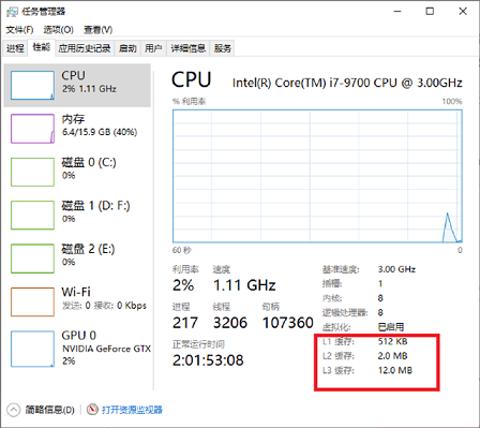 任务管理器
文件(F) 选项(O) 查看(V)
进程 性能 应用历史记录 启动 用户 详细信息 服务
CPU
2% 1.11 GHz
内存
6.4/15.9 GB (40%)
磁盘 0 (C:)
0%
磁盘 1 (D: F:)
0%
磁盘 2 (E:)
0%
Wi-Fi
发送: 0 接收: 0 Kbps
GPU 0
NVIDIA GeForce GTX
2%
CPU Intel(R) Core(TM) i7-9700 CPU @ 3.00GHz
% 利用率 100%
60 秒 0
利用率 速度
2% 1.11 GHz
进程 线程 句柄
217 3206 107360
正常运行时间
2:01:53:08
基准速度: 3.00 GHz
插槽: 1
内核: 8
逻辑处理器: 8
虚拟化: 已启用
L1 缓存: 512 KB
L2 缓存: 2.0 MB
L3 缓存: 12.0 MB
简略信息(D) 打开资源监视器